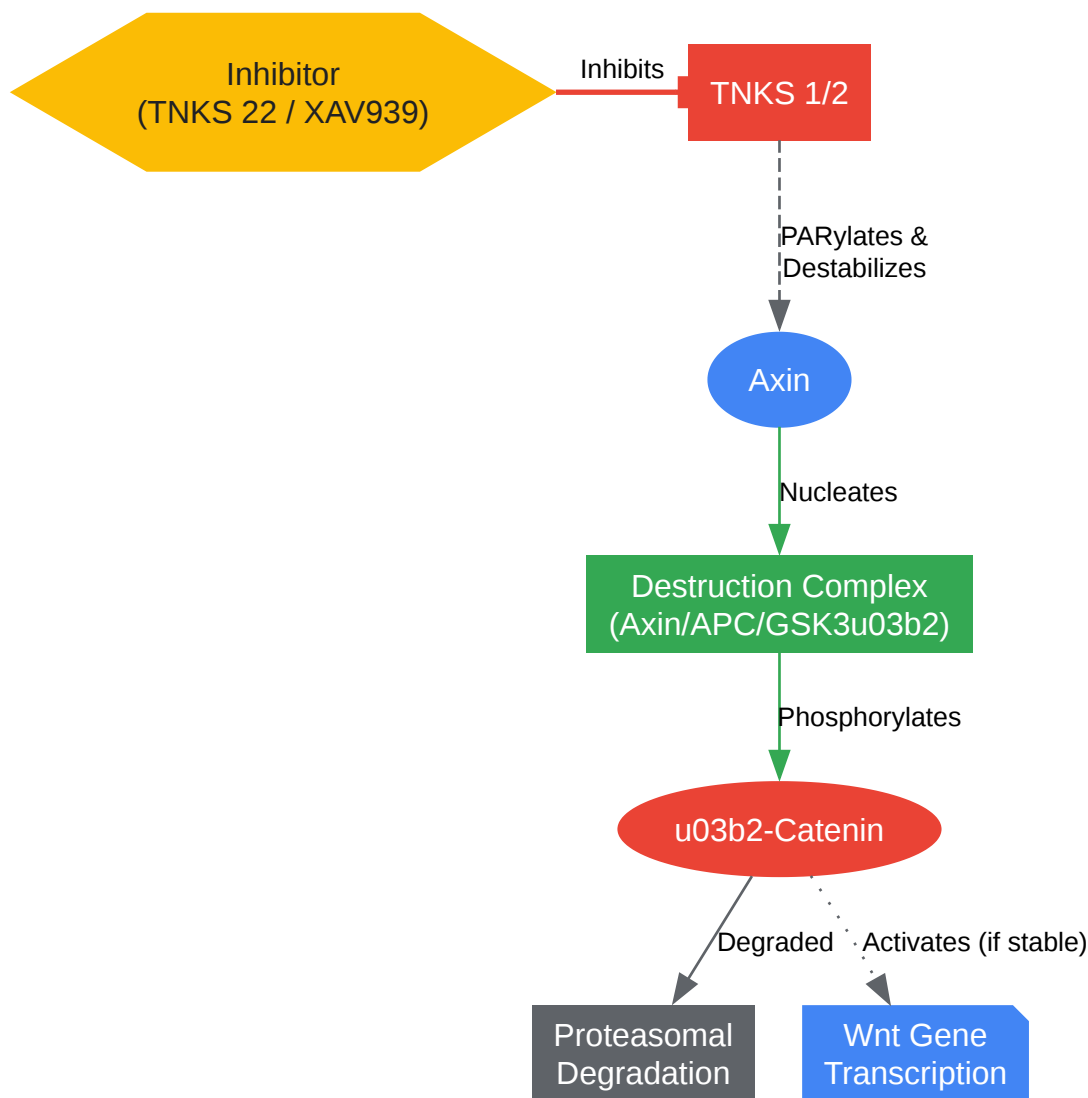 Inhibitor
(TNKS 22 / XAV939)
Inhibits
TNKS 1/2
PARylates &
Destabilizes
Axin
Nucleates
Destruction Complex
(Axin/APC/GSK3u03b2)
Phosphorylates
u03b2-Catenin
Degraded
Activates (if stable)
Proteasomal
Degradation
Wnt Gene
Transcription